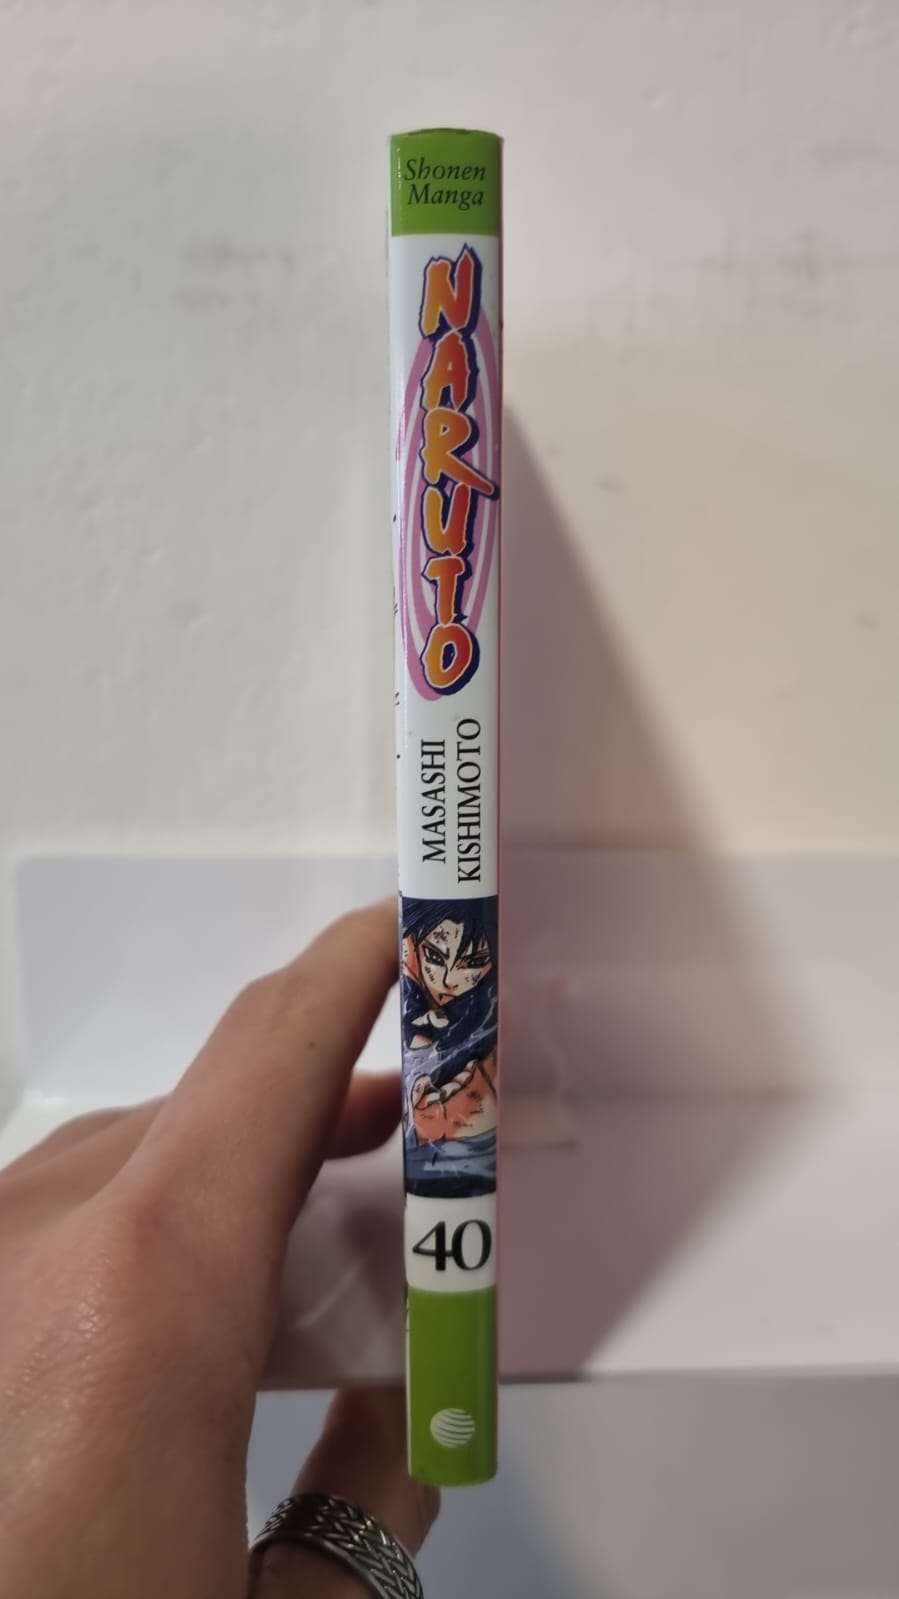 Shonen
Manga
NARUTO
MASASHI
KISHIMOTO
40